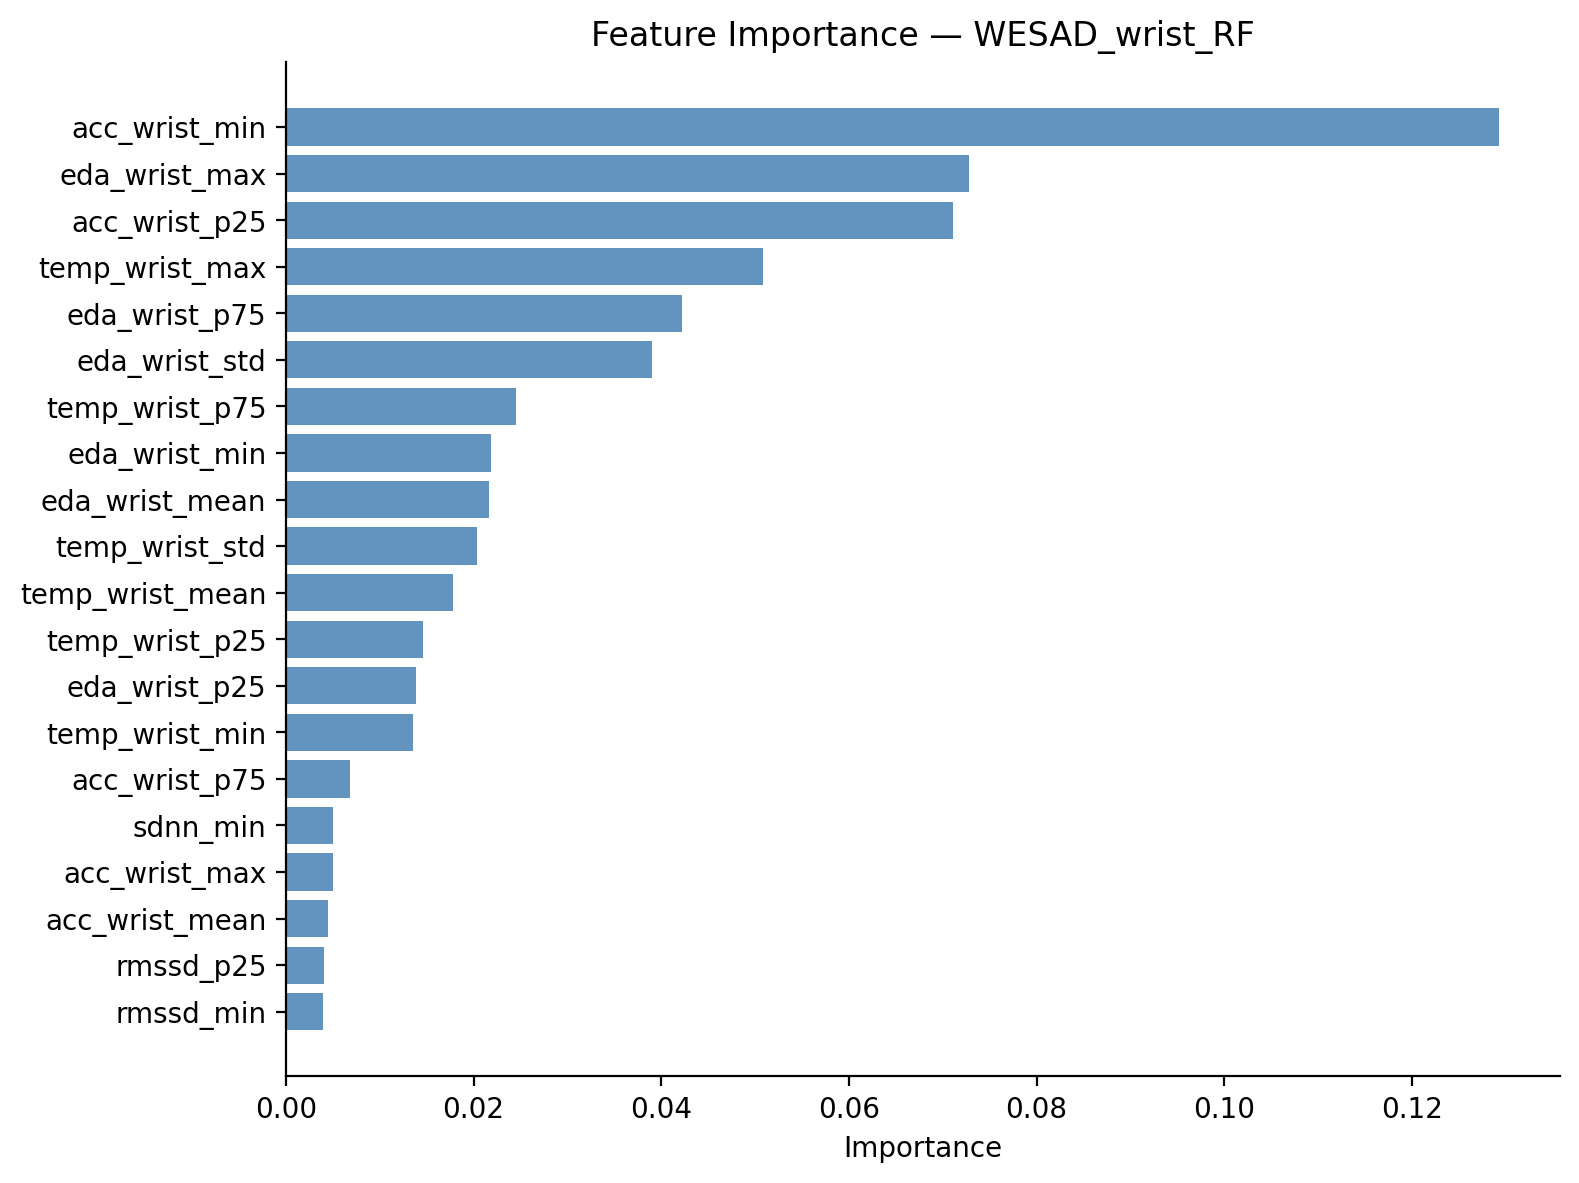 Feature Importance — WESAD_wrist_RF
acc_wrist_min
eda_wrist_max
acc_wrist_p25
temp_wrist_max
eda_wrist_p75
eda_wrist_std
temp_wrist_p75
eda_wrist_min
eda_wrist_mean
temp_wrist_std
temp_wrist_mean
temp_wrist_p25
eda_wrist_p25
temp_wrist_min
acc_wrist_p75
sdnn_min
acc_wrist_max
acc_wrist_mean
rmssd_p25
rmssd_min
0.00 0.02 0.04 0.06 0.08 0.10 0.12
Importance